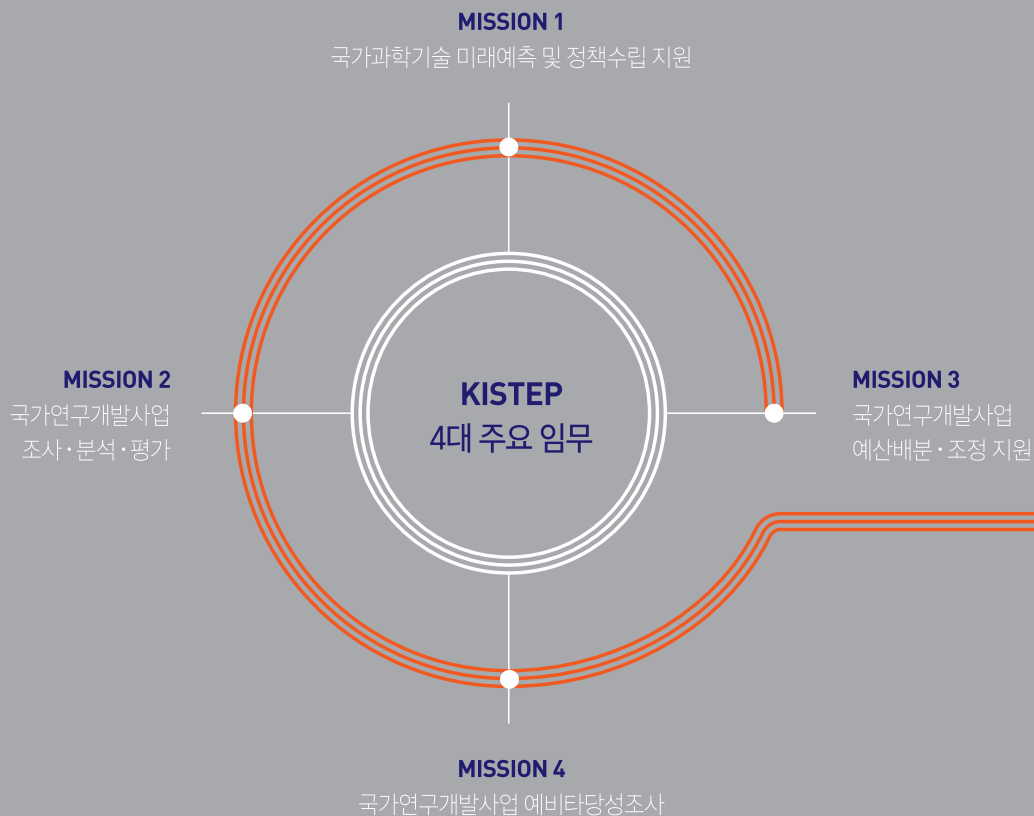 MISSION 1
국가과학기술 미래예측 및 정책수립 지원
MISSION 2
국가연구개발사업
조사·분석·평가
KISTEP
4대 주요 임무
MISSION 3
국가연구개발사업
예산배분·조정 지원
MISSION 4
국가연구개발사업 예비타당성조사